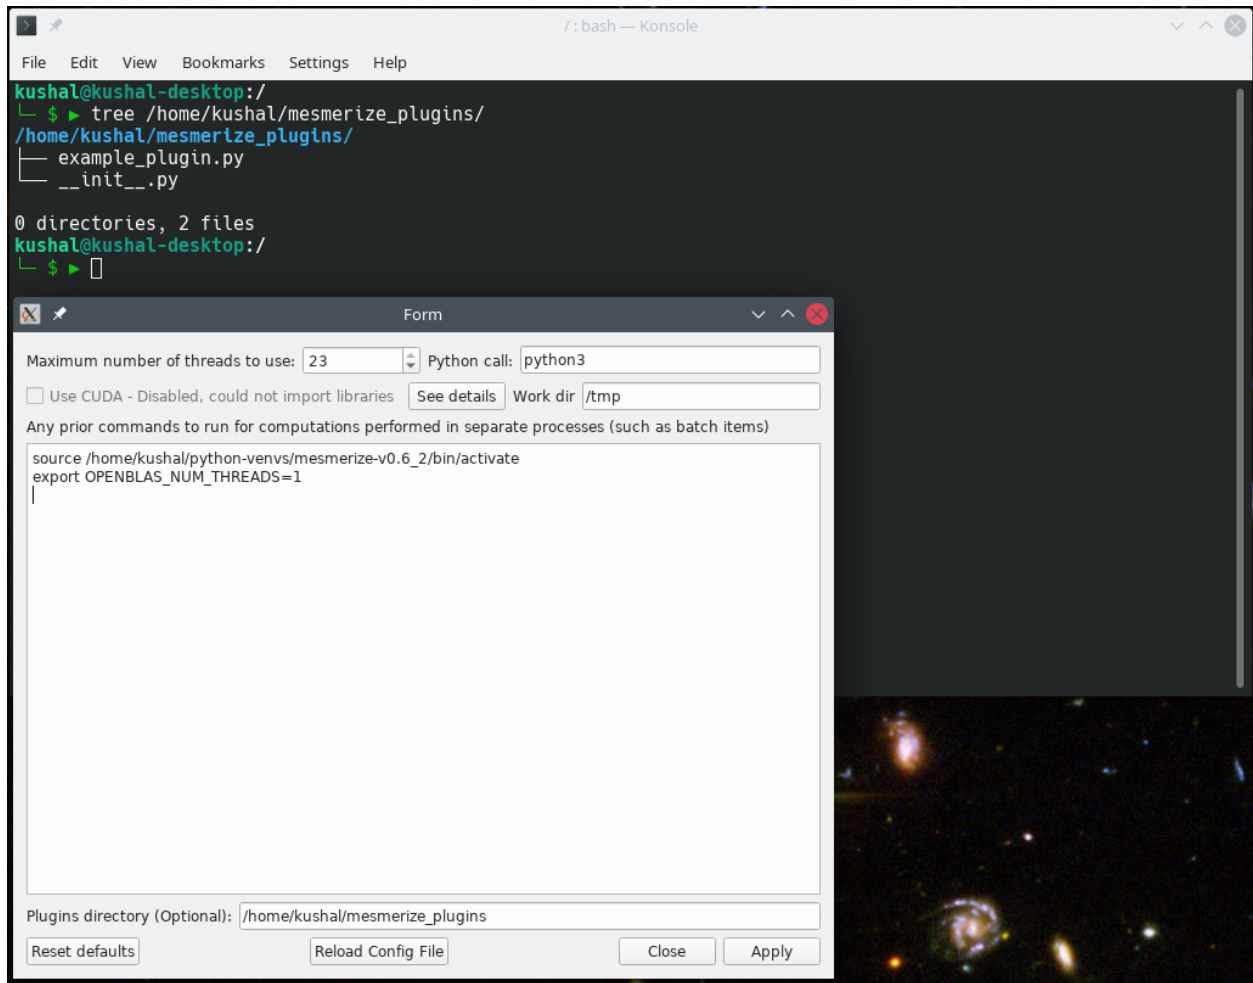 / : bash — Konsole
File Edit View Bookmarks Settings Help
kushal@kushal-desktop:/
└─ $ ▶ tree /home/kushal/mesmerize_plugins/
/home/kushal/mesmerize_plugins/
├── example_plugin.py
└── __init__.py
0 directories, 2 files
kushal@kushal-desktop:/
└─ $ ▶
Form
Maximum number of threads to use: 23 Python call: python3
Use CUDA - Disabled, could not import libraries See details Work dir /tmp
Any prior commands to run for computations performed in separate processes (such as batch items)
source /home/kushal/python-venvs/mesmerize-v0.6_2/bin/activate
export OPENBLAS_NUM_THREADS=1
Plugins directory (Optional): /home/kushal/mesmerize_plugins
Reset defaults Reload Config File Close Apply